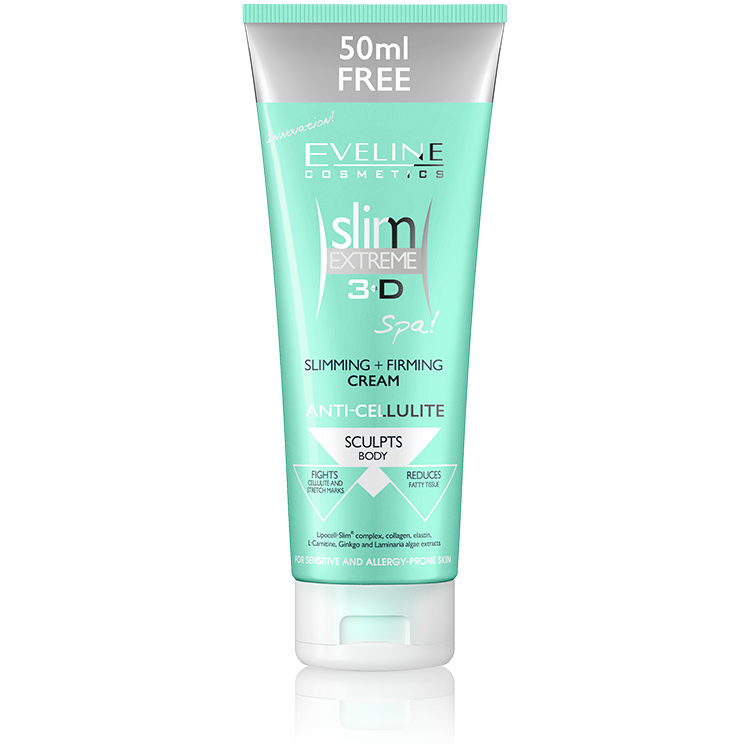 50ml
FREE
innovation!
EVELINE
COSMETICS
slim
EXTREME
3D
Spa!
SLIMMING + FIRMING
CREAM
ANTI-CELLULITE
SCULPTS
BODY
FIGHTS
CELLULITE AND
STRETCH MARKS
REDUCES
FATTY TISSUE
Lipocell-Slim® complex, collagen, elastin,
L-Carnitine, Ginkgo and Laminaria algae extracts
FOR SENSITIVE AND ALLERGY-PRONE SKIN